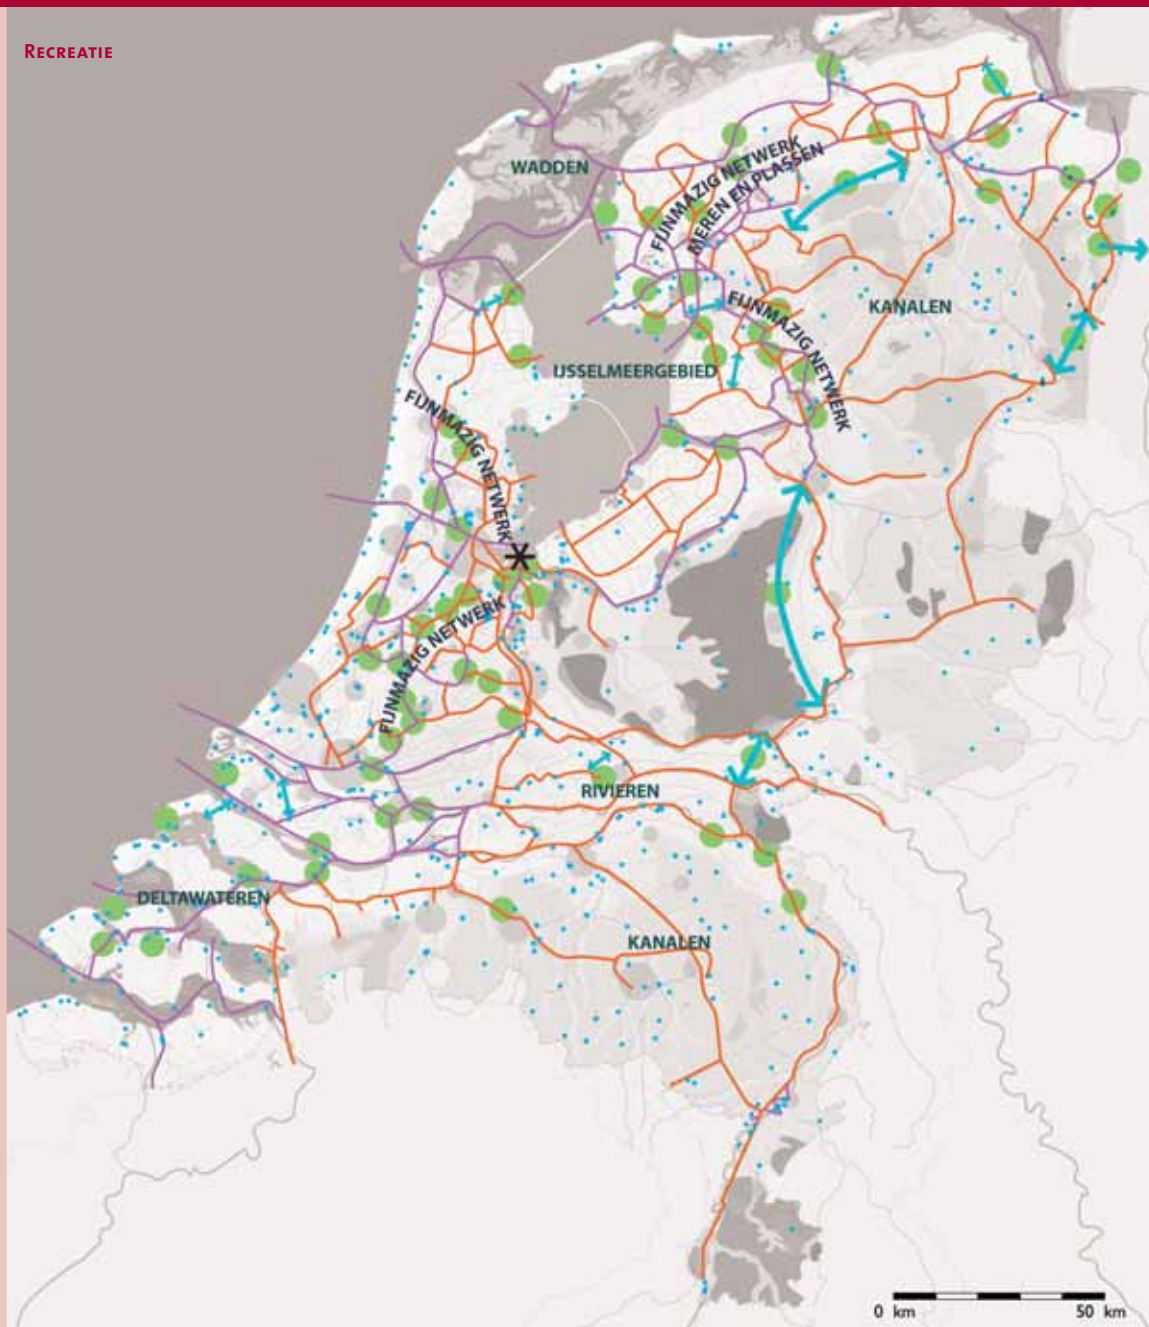 Recreatie
WADDEN
FIJNMAZIG NETWERK
MEREN EN PLASSEN
KANALEN
FIJNMAZIG NETWERK
IJSSELMEERGEBIED
FIJNMAZIG NETWERK
FIJNMAZIG NETWERK
RIVIEREN
DELTAWATEREN
KANALEN
0 km 50 km